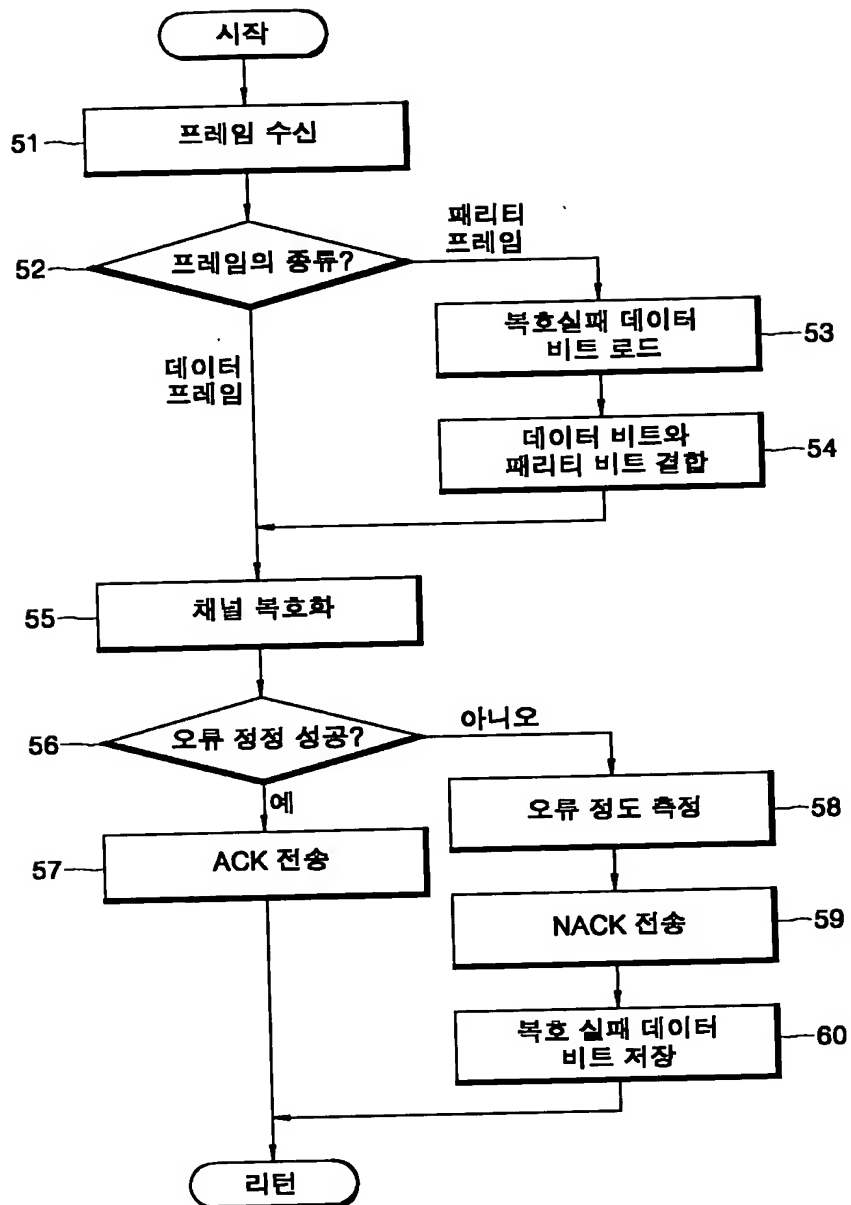 시작
51
프레임 수신
52
프레임의 종류?
패리티
프레임
데이터
프레임
복호실패 데이터
비트 로드
53
데이터 비트와
패리티 비트 결합
54
55
채널 복호화
56
오류 정정 성공?
아니오
예
57
ACK 전송
오류 정도 측정
58
NACK 전송
59
복호 실패 데이터
비트 저장
60
리턴